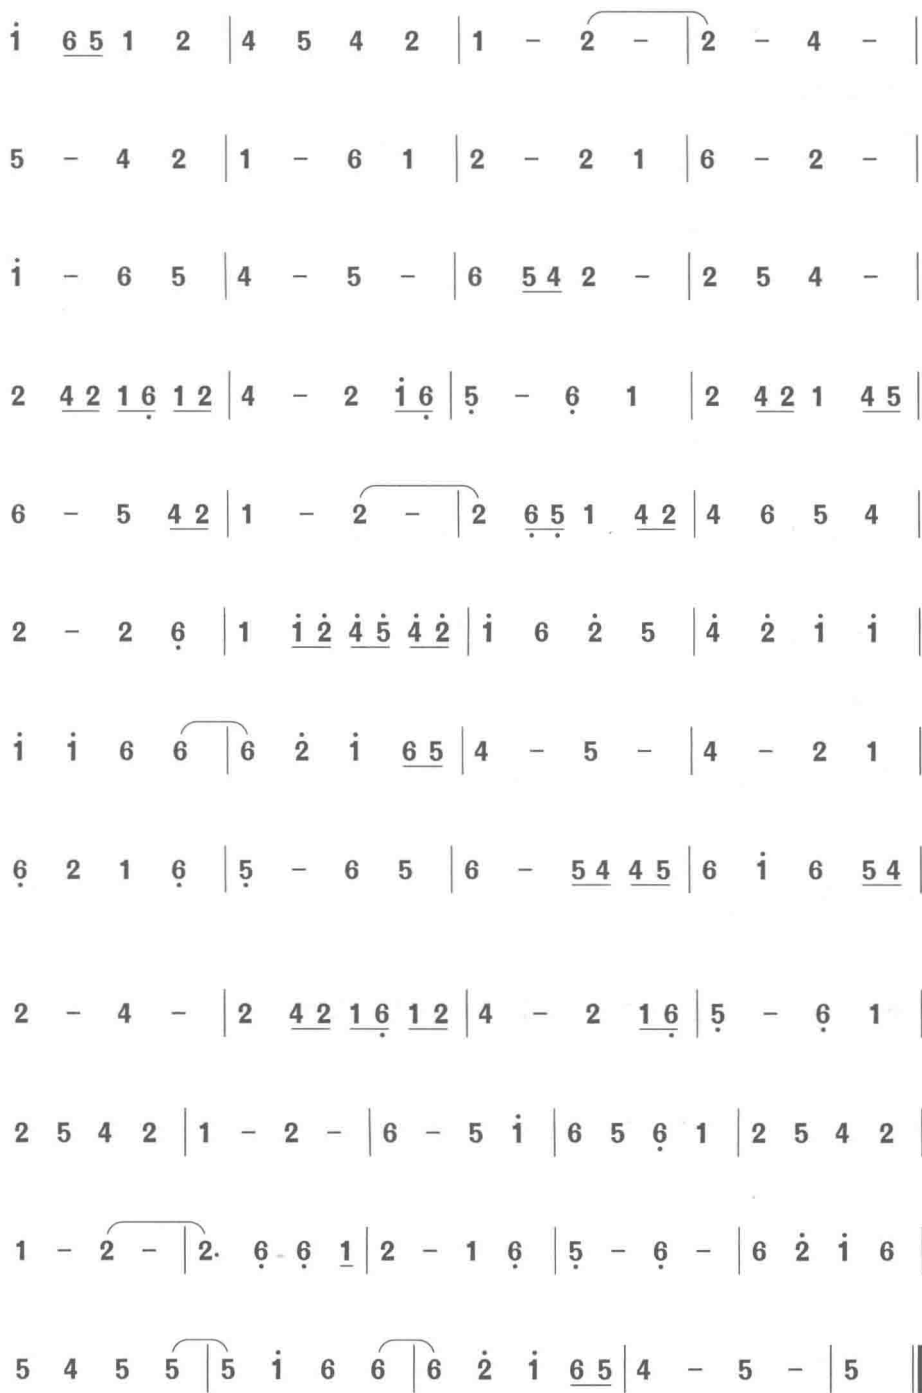 i̇ 6 5 1 2 | 4 5 4 2 | 1 – 2 – | 2 – 4 – |
5 – 4 2 | 1 – 6 1 | 2 – 2 1 | 6 – 2 – |
i̇ – 6 5 | 4 – 5 – | 6 5 4 2 – | 2 5 4 – |
2 4 2 1 6̣ 1 2 | 4 – 2 1̇ 6̣ | 5̣ – 6̣ 1 | 2 4 2 1 4 5 |
6 – 5 4 2 | 1 – 2 – | 2 6̣ 5̣ 1 4 2 | 4 6 5 4 |
2 – 2 6̣ | 1 1̇ 2̇ 4̇ 5̇ 4̇ 2̇ | 1̇ 6 2̇ 5 | 4̇ 2̇ 1̇ 1̇ |
1̇ 1̇ 6 6 | 6 2̇ 1̇ 6 5 | 4 – 5 – | 4 – 2 1 |
6̣ 2 1 6̣ | 5̣ – 6 5 | 6 – 5 4 4 5 | 6 1̇ 6 5 4 |
2 – 4 – | 2 4 2 1 6̣ 1 2 | 4 – 2 1 6̣ | 5̣ – 6̣ 1 |
2 5 4 2 | 1 – 2 – | 6 – 5 1̇ | 6 5 6̣ 1 | 2 5 4 2 |
1 – 2 – | 2. 6̣ 6̣ 1 | 2 – 1 6̣ | 5̣ – 6̣ – | 6 2̇ 1̇ 6 |
5 4 5 5 | 5 1̇ 6 6 | 6 2̇ 1̇ 6 5 | 4 – 5 – | 5 ‖